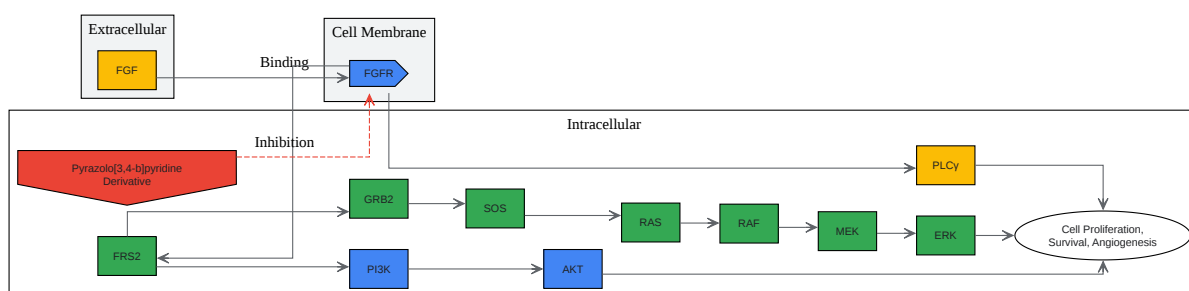 Extracellular
Cell Membrane
FGF
Binding
FGFR
Intracellular
Inhibition
Pyrazolo[3,4-b]pyridine
Derivative
PLCγ
GRB2
SOS
RAS
RAF
MEK
ERK
Cell Proliferation,
Survival, Angiogenesis
FRS2
PI3K
AKT